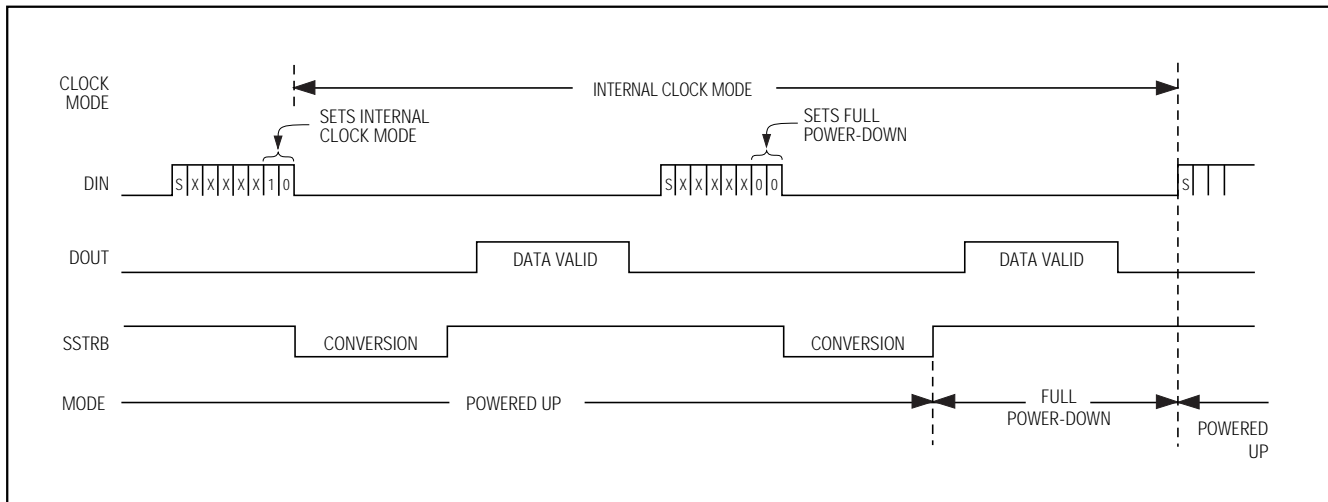 CLOCK
MODE
INTERNAL CLOCK MODE
SETS INTERNAL
CLOCK MODE
SETS FULL
POWER-DOWN
DIN
S X X X X X 1 0
S X X X X X 0 0
S
DOUT
DATA VALID
DATA VALID
SSTRB
CONVERSION
CONVERSION
MODE
POWERED UP
FULL
POWER-DOWN
POWERED
UP